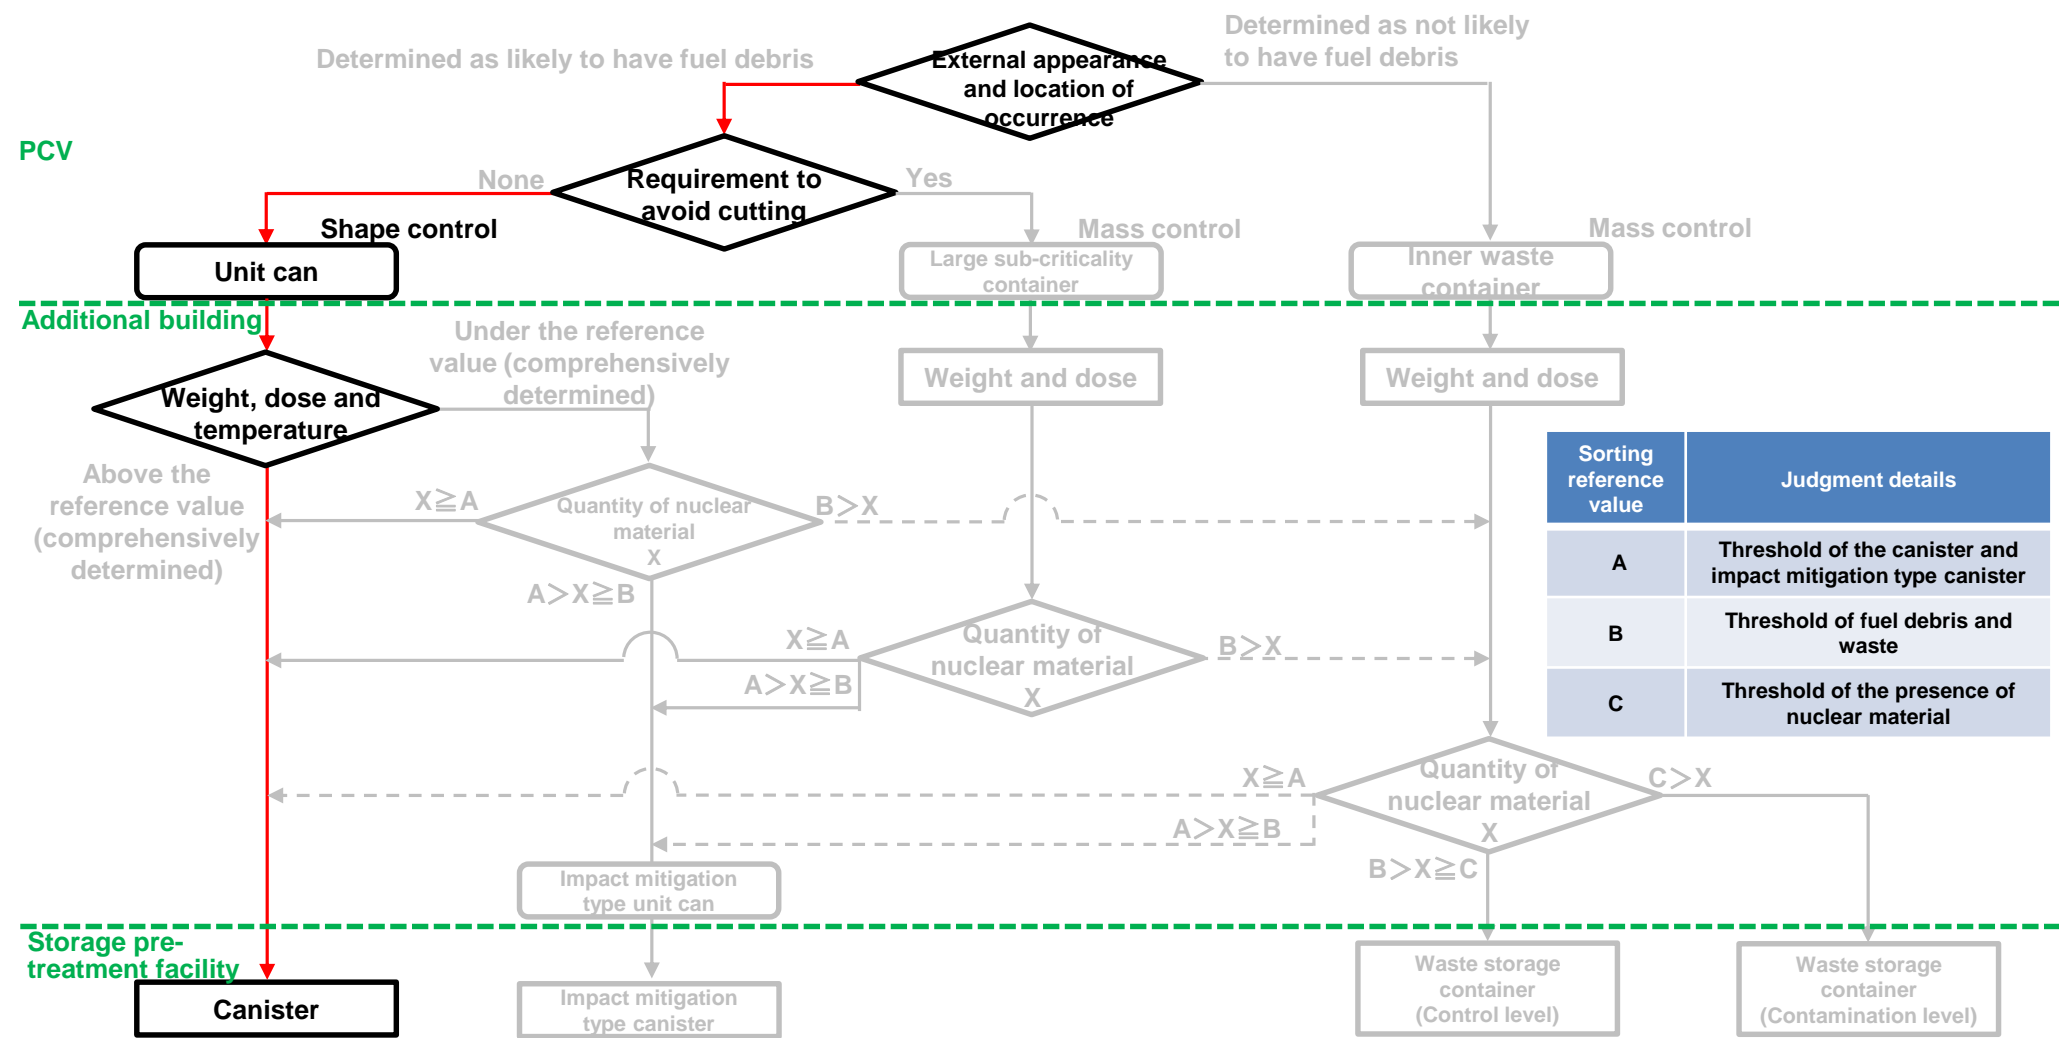 Determined as likely to have fuel debris
External appearance
and location of
occurrence
Determined as not likely
to have fuel debris
PCV
None
Requirement to
avoid cutting
Yes
Shape control
Mass control
Mass control
Unit can
Large sub-criticality
container
Inner waste
container
Additional building
Under the reference
value (comprehensively
determined)
Weight, dose and
temperature
Weight and dose
Weight and dose
Above the
reference value
(comprehensively
determined)
X≧A
Quantity of nuclear
material
X
B＞X
A＞X≧B
Sorting
reference
value
Judgment details
A
Threshold of the canister and
impact mitigation type canister
B
Threshold of fuel debris and
waste
C
Threshold of the presence of
nuclear material
X≧A
Quantity of
nuclear material
X
B＞X
A＞X≧B
X≧A
Quantity of
nuclear material
X
C＞X
A＞X≧B
B＞X≧C
Impact mitigation
type unit can
Storage pre-
treatment facility
Canister
Impact mitigation
type canister
Waste storage
container
(Control level)
Waste storage
container
(Contamination level)